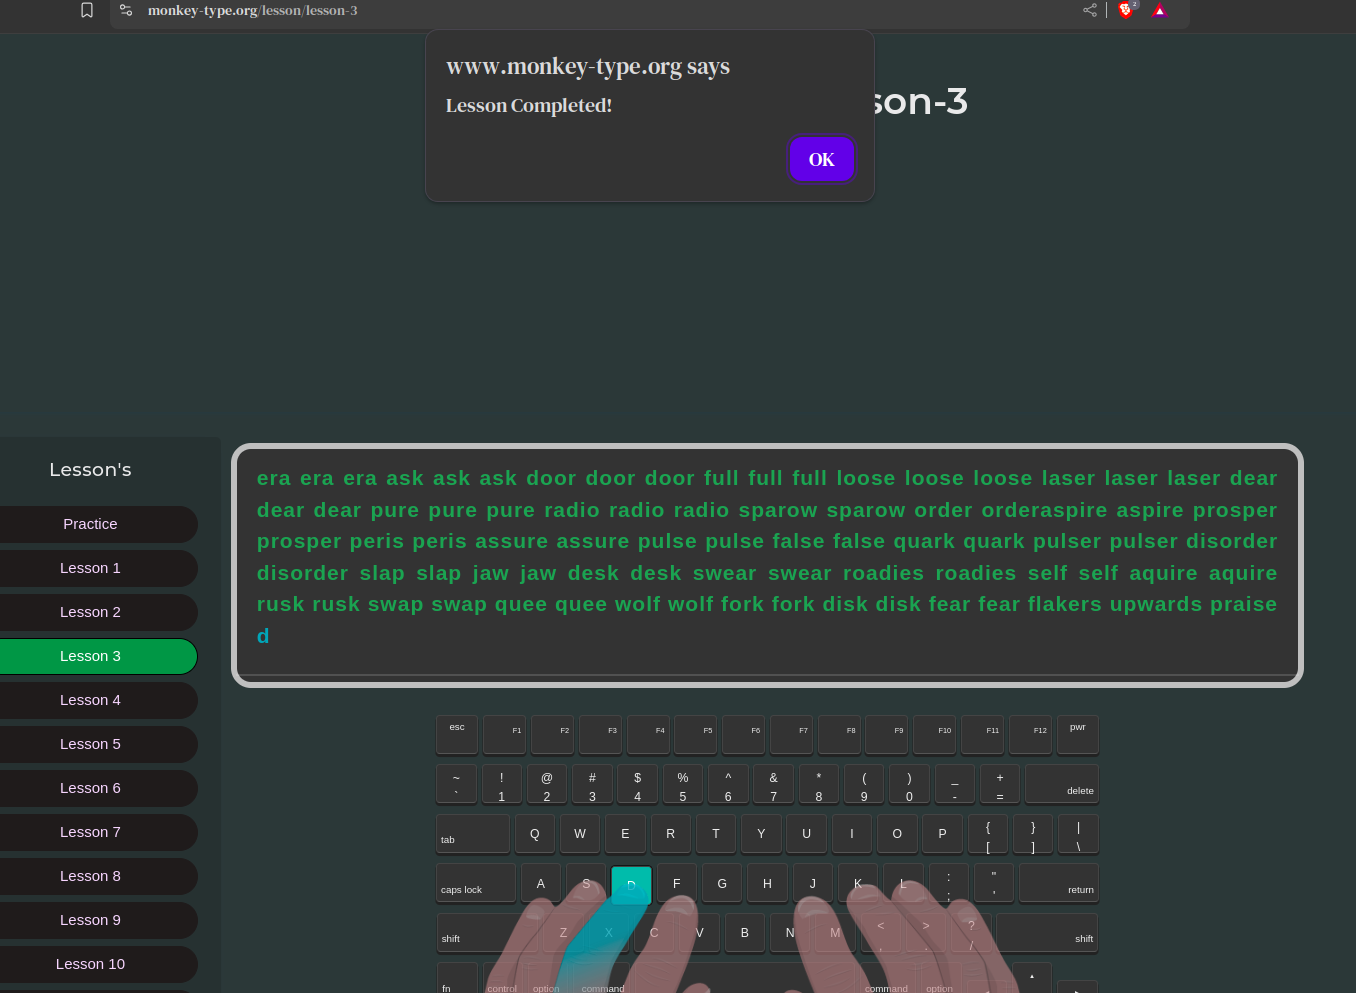 monkey-type.org/lesson/lesson-3
2
www.monkey-type.org says
Lesson Completed!
OK
son-3
Lesson's
Practice
Lesson 1
Lesson 2
Lesson 3
Lesson 4
Lesson 5
Lesson 6
Lesson 7
Lesson 8
Lesson 9
Lesson 10
era era era ask ask ask door door door full full full loose loose loose laser laser laser dear
dear dear pure pure pure radio radio radio sparow sparow order orderaspire aspire prosper
prosper peris peris assure assure pulse pulse false false quark quark pulser pulser disorder
disorder slap slap jaw jaw desk desk swear swear roadies roadies self self aquire aquire
rusk rusk swap swap quee quee wolf wolf fork fork disk disk fear fear flakers upwards praise
d
esc F1 F2 F3 F4 F5 F6 F7 F8 F9 F10 F11 F12 pwr
~ ! @ # $ % ^ & * ( ) _ +
` 1 2 3 4 5 6 7 8 9 0 - = delete
tab Q W E R T Y U I O P { } |
[ ] \
caps lock A S D F G H J K L : "
; ' return
shift Z X C V B N M < > ?
, . / shift
fn control option command command option